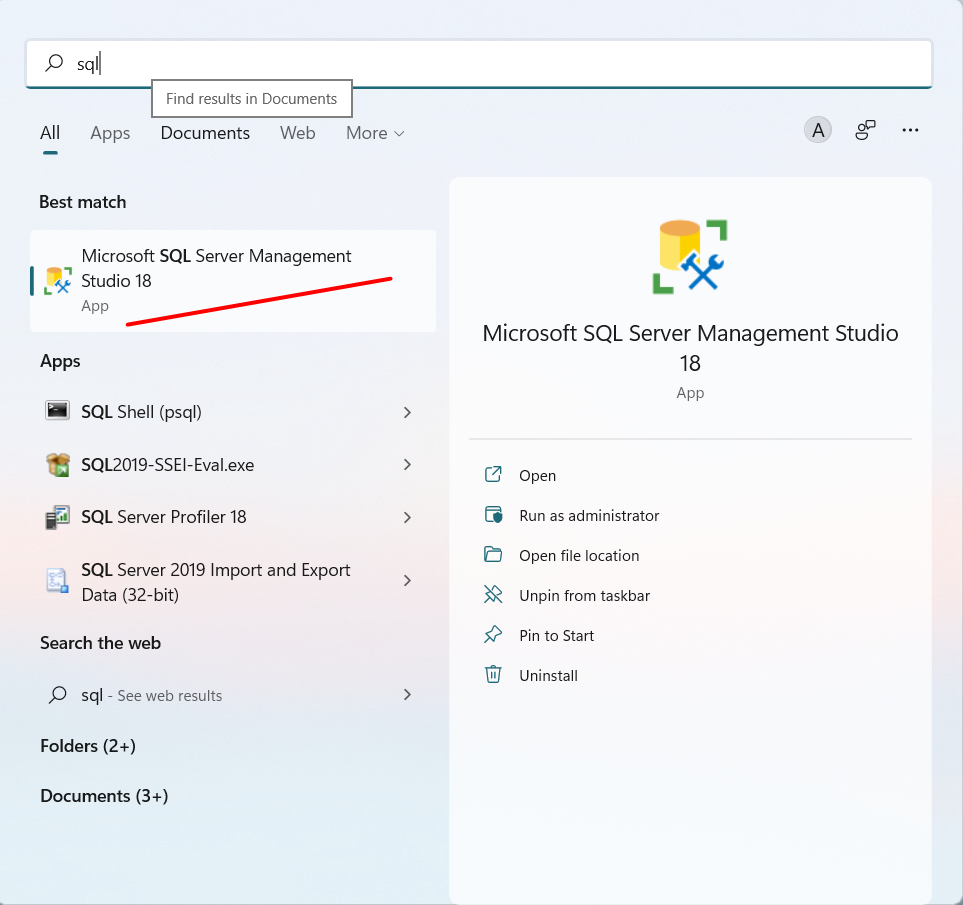 sql
Find results in Documents
All Apps Documents Web More
A
Best match
Microsoft SQL Server Management
Studio 18
App
Apps
SQL Shell (psql)
SQL2019-SSEI-Eval.exe
SQL Server Profiler 18
SQL Server 2019 Import and Export
Data (32-bit)
Search the web
sql - See web results
Folders (2+)
Documents (3+)
Microsoft SQL Server Management Studio
18
App
Open
Run as administrator
Open file location
Unpin from taskbar
Pin to Start
Uninstall